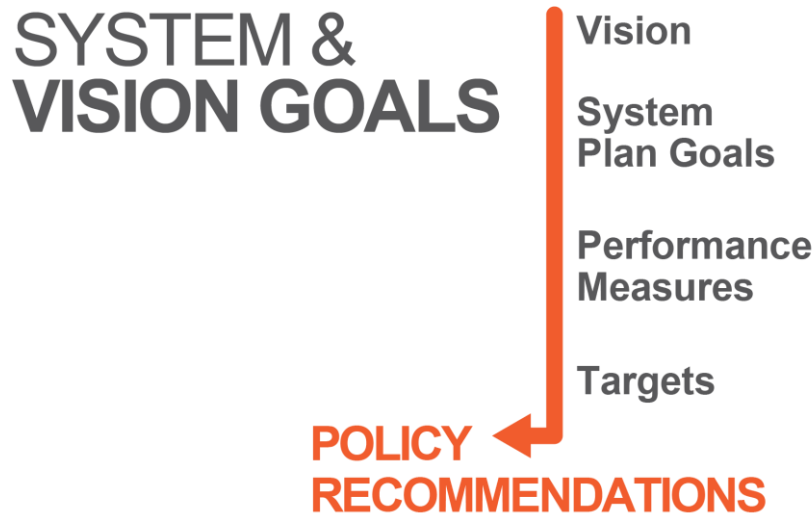 SYSTEM &
VISION GOALS
Vision
System
Plan Goals
Performance
Measures
Targets
POLICY
RECOMMENDATIONS